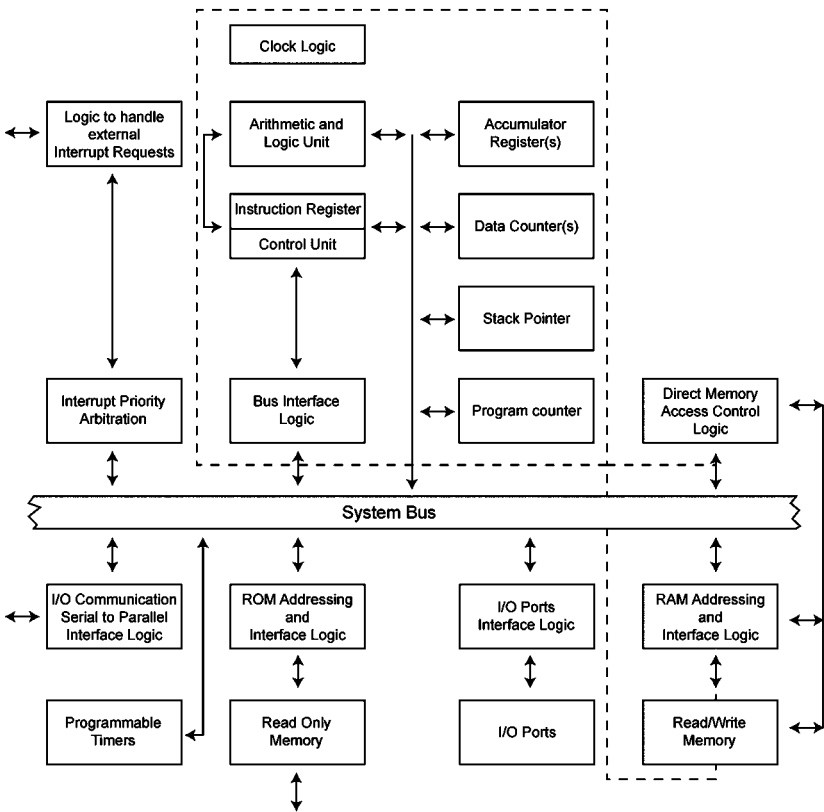 Clock Logic
Logic to handle
external
Interrupt Requests
Arithmetic and
Logic Unit
Accumulator
Register(s)
Instruction Register
Control Unit
Data Counter(s)
Stack Pointer
Interrupt Priority
Arbitration
Bus Interface
Logic
Program counter
Direct Memory
Access Control
Logic
System Bus
I/O Communication
Serial to Parallel
Interface Logic
ROM Addressing
and
Interface Logic
I/O Ports
Interface Logic
RAM Addressing
and
Interface Logic
Programmable
Timers
Read Only
Memory
I/O Ports
Read/Write
Memory